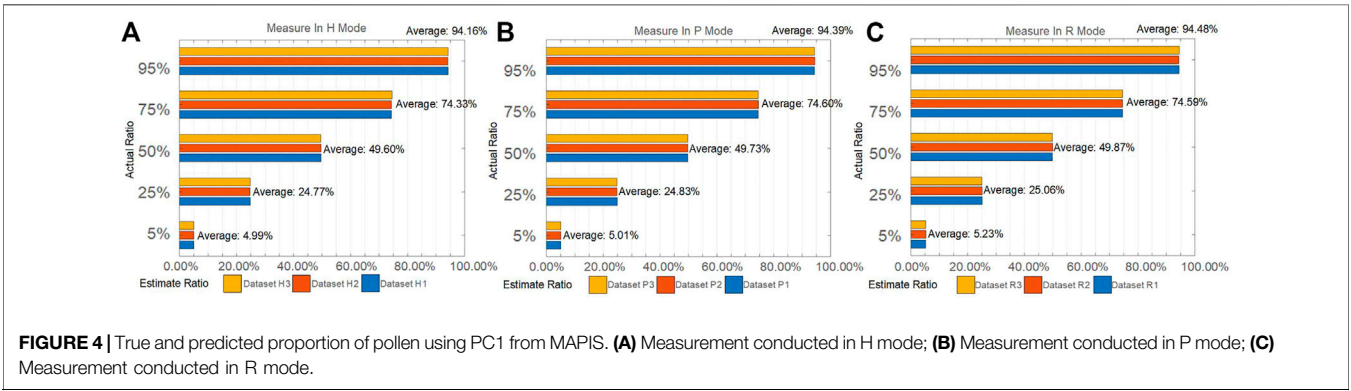 A
Measure In H Mode
Average: 94.16%
Actual Ratio
95%
75%
50%
25%
5%
Average: 74.33%
Average: 49.60%
Average: 24.77%
Average: 4.99%
0.00% 20.00% 40.00% 60.00% 80.00% 100.00%
Estimate Ratio
Dataset H3 Dataset H2 Dataset H1
B
Measure In P Mode
Average: 94.39%
Actual Ratio
95%
75%
50%
25%
5%
Average: 74.60%
Average: 49.73%
Average: 24.83%
Average: 5.01%
0.00% 20.00% 40.00% 60.00% 80.00% 100.00%
Estimate Ratio
Dataset P3 Dataset P2 Dataset P1
C
Measure In R Mode
Average: 94.48%
Actual Ratio
95%
75%
50%
25%
5%
Average: 74.59%
Average: 49.87%
Average: 25.06%
Average: 5.23%
0.00% 20.00% 40.00% 60.00% 80.00% 100.00%
Estimate Ratio
Dataset R3 Dataset R2 Dataset R1
FIGURE 4 | True and predicted proportion of pollen using PC1 from MAPIS. (A) Measurement conducted in H mode; (B) Measurement conducted in P mode; (C)
Measurement conducted in R mode.